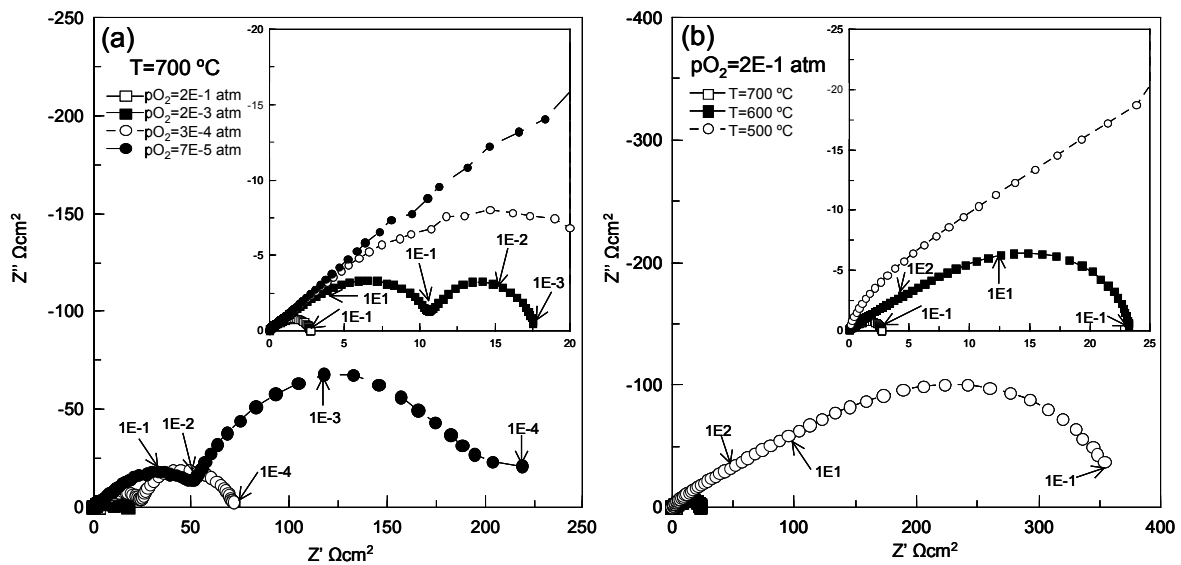 (a)
T=700 ºC
pO2=2E-1 atm
pO2=2E-3 atm
pO2=3E-4 atm
pO2=7E-5 atm
Z'' Ωcm2
-250
-200
-150
-100
-50
0
0
50
100
150
200
250
Z' Ωcm2
1E-1
1E-2
1E-3
1E-4
1E-4
-20
-15
-10
-5
0
0
5
10
15
20
1E-1
1E1
1E-1
1E-2
1E-3
(b)
pO2=2E-1 atm
T=700 ºC
T=600 ºC
T=500 ºC
Z'' Ωcm2
-400
-300
-200
-100
0
0
100
200
300
400
Z' Ωcm2
1E2
1E1
1E-1
-25
-20
-15
-10
-5
0
0
5
10
15
20
25
1E2
1E1
1E-1
1E-1